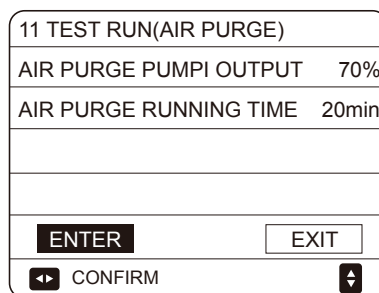 11 TEST RUN(AIR PURGE)
AIR PURGE PUMPI OUTPUT 70%
AIR PURGE RUNNING TIME 20min
ENTER EXIT
CONFIRM